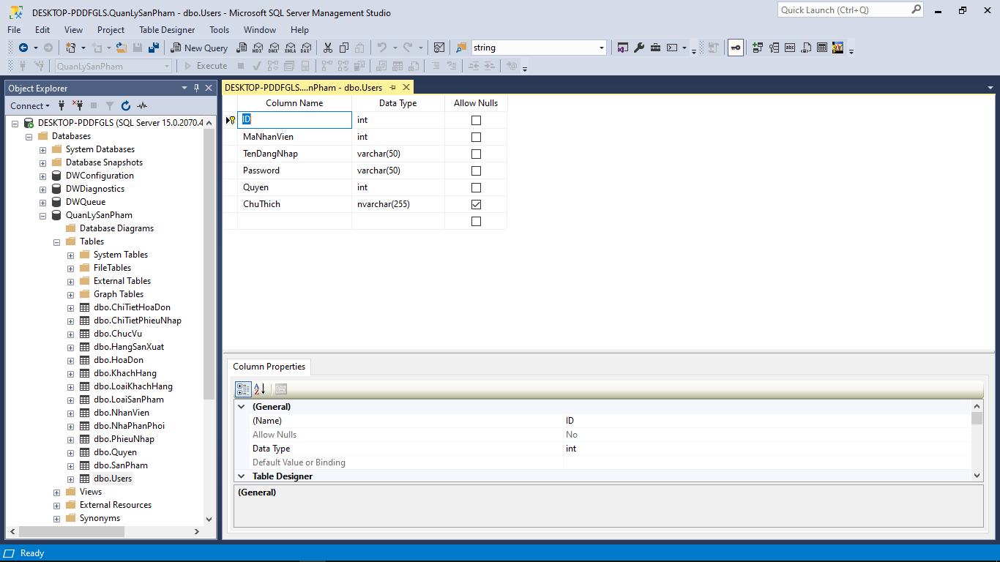 DESKTOP-PDDFGLS.QuanLySanPham - dbo.Users - Microsoft SQL Server Management Studio
Quick Launch (Ctrl+Q)
File Edit View Project Table Designer Tools Window Help
New Query MDX DMX XMLA DAX string
QuanLySanPham Execute
Object Explorer
Connect
DESKTOP-PDDFGLS (SQL Server 15.0.2070.4
Databases
System Databases
Database Snapshots
DWConfiguration
DWDiagnostics
DWQueue
QuanLySanPham
Database Diagrams
Tables
System Tables
FileTables
External Tables
Graph Tables
dbo.ChiTietHoaDon
dbo.ChiTietPhieuNhap
dbo.ChucVu
dbo.HangSanXuat
dbo.HoaDon
dbo.KhachHang
dbo.LoaiKhachHang
dbo.LoaiSanPham
dbo.NhanVien
dbo.NhaPhanPhoi
dbo.PhieuNhap
dbo.Quyen
dbo.SanPham
dbo.Users
Views
External Resources
Synonyms
DESKTOP-PDDFGLS....nPham - dbo.Users
Column Name Data Type Allow Nulls
ID int
MaNhanVien int
TenDangNhap varchar(50)
Password varchar(50)
Quyen int
ChuThich nvarchar(255)
Column Properties
A
Z
(General)
(Name) ID
Allow Nulls No
Data Type int
Default Value or Binding
Table Designer
(General)
Ready